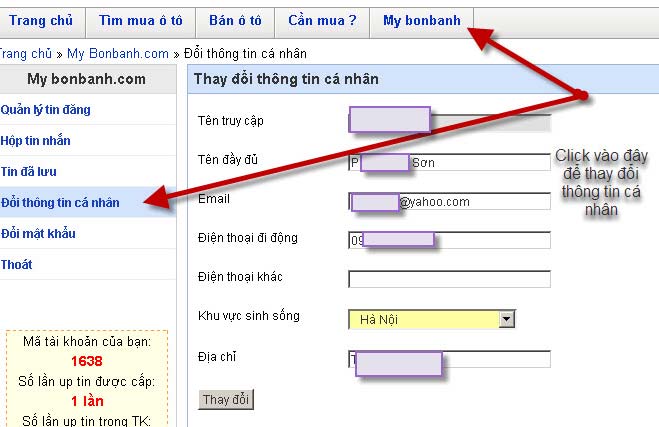 Trang chủ
Tìm mua ô tô
Bán ô tô
Cần mua ?
My bonbanh
Trang chủ » My Bonbanh.com » Đổi thông tin cá nhân
My bonbanh.com
Quản lý tin đăng
Hộp tin nhắn
Tin đã lưu
Đổi thông tin cá nhân
Đổi mật khẩu
Thoát
Mã tài khoản của bạn:
1638
Số lần up tin được cấp:
1 lần
Số lần up tin trong TK:
Thay đổi thông tin cá nhân
Tên truy cập
Tên đầy đủ
P Sơn
Email
@yahoo.com
Điện thoại đi động
09
Điện thoại khác
Khu vực sinh sống
Hà Nội
Địa chỉ
T
Thay đổi
Click vào đây
để thay đổi
thông tin cá
nhân